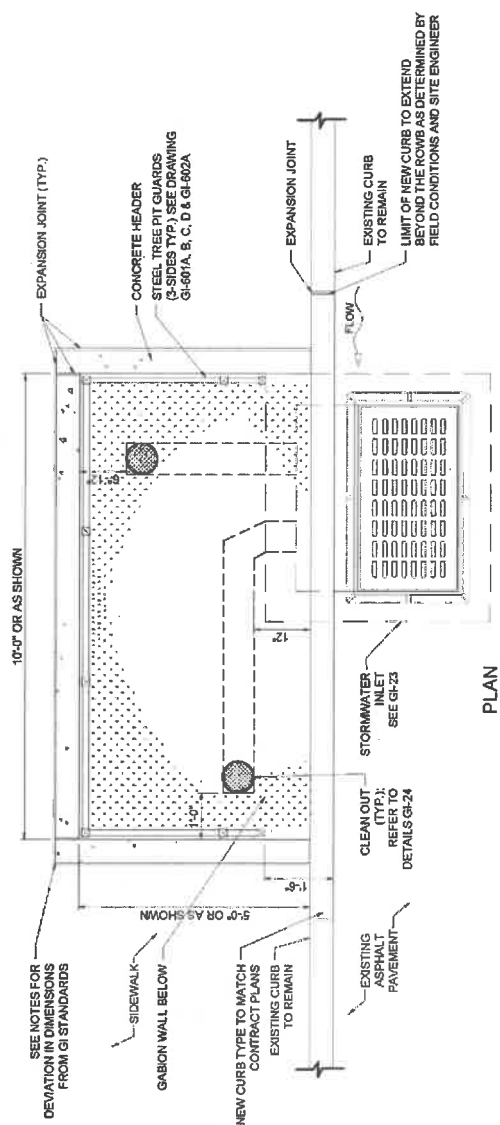 SEE NOTES FOR
DEVIATION IN DIMENSIONS
FROM GI STANDARDS
SIDEWALK
GABION WALL BELOW
NEW CURB TYPE TO MATCH
CONTRACT PLANS
EXISTING CURB
TO REMAIN
EXISTING
ASPHALT
PAVEMENT
10'-0" OR AS SHOWN
5'-0" OR AS SHOWN
1'-6"
1'-0"
12"
6"-12"
CLEAN OUT
(TYP.):
REFER TO
DETAILS GI-24
STORMWATER
INLET
SEE GI-23
EXPANSION JOINT (TYP.)
CONCRETE HEADER
STEEL TREE PIT GUARDS
(3-SIDES TYP.) SEE DRAWING
GI-601A, B, C, D & GI-602A
EXPANSION JOINT
EXISTING CURB
TO REMAIN
LIMIT OF NEW CURB TO EXTEND
BEYOND THE ROWB AS DETERMINED BY
FIELD CONDITIONS AND SITE ENGINEER
FLOW
PLAN